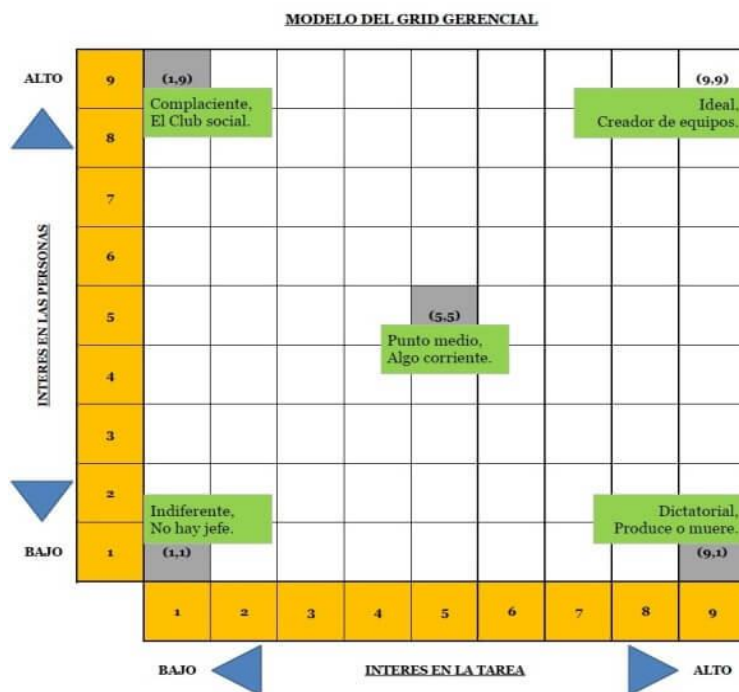 MODELO DEL GRID GERENCIAL
ALTO
9
(1,9)
(9,9)
Complaciente,
El Club social.
Ideal,
Creador de equipos.
8
7
INTERES EN LAS PERSONAS
6
5
(5,5)
Punto medio,
Algo corriente.
4
3
2
Indiferente,
No hay jefe.
Dictatorial,
Produce o muere.
BAJO
1
(1,1)
(9,1)
1 2 3 4 5 6 7 8 9
BAJO
INTERES EN LA TAREA
ALTO